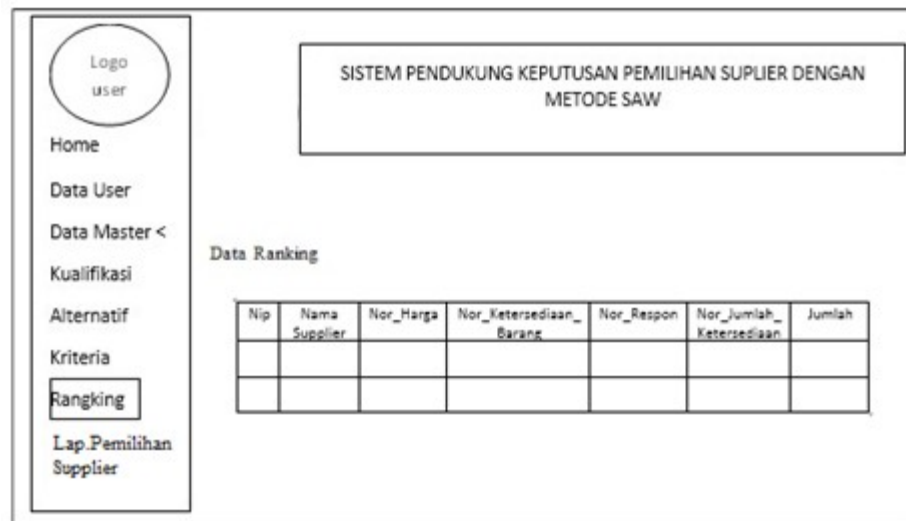 Logo
user
Home
Data User
Data Master <
Kualifikasi
Alternatif
Kriteria
Rangking
Lap.Pemilihan
Supplier
SISTEM PENDUKUNG KEPUTUSAN PEMILIHAN SUPLIER DENGAN
METODE SAW
Data Ranking
Nip Nama Supplier Nor_Harga Nor_Ketersediaan_ Barang Nor_Respon Nor_Jumlah_ Ketersediaan Jumlah